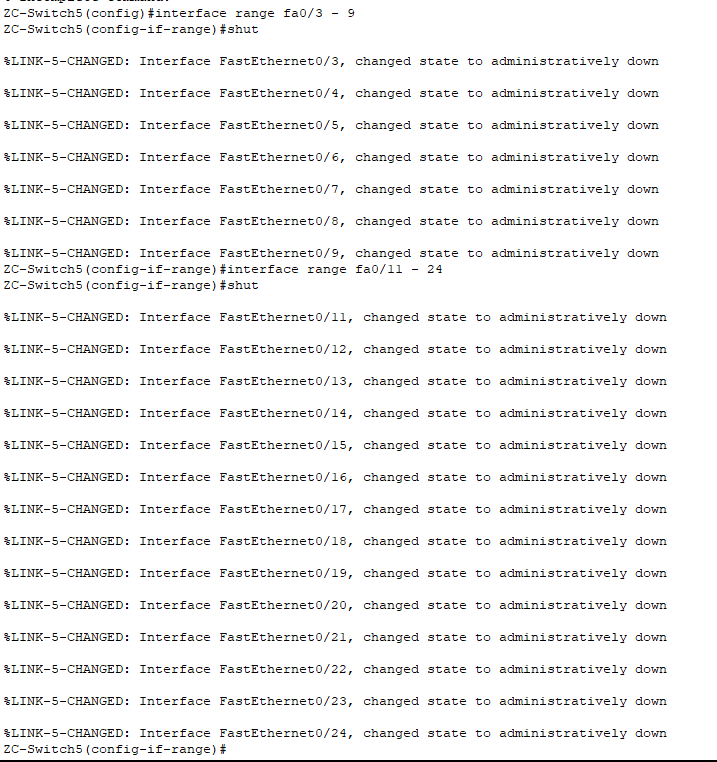 ZC-Switch5(config)#interface range fa0/3 - 9
ZC-Switch5(config-if-range)#shut
%LINK-5-CHANGED: Interface FastEthernet0/3, changed state to administratively down
%LINK-5-CHANGED: Interface FastEthernet0/4, changed state to administratively down
%LINK-5-CHANGED: Interface FastEthernet0/5, changed state to administratively down
%LINK-5-CHANGED: Interface FastEthernet0/6, changed state to administratively down
%LINK-5-CHANGED: Interface FastEthernet0/7, changed state to administratively down
%LINK-5-CHANGED: Interface FastEthernet0/8, changed state to administratively down
%LINK-5-CHANGED: Interface FastEthernet0/9, changed state to administratively down
ZC-Switch5(config-if-range)#interface range fa0/11 - 24
ZC-Switch5(config-if-range)#shut
%LINK-5-CHANGED: Interface FastEthernet0/11, changed state to administratively down
%LINK-5-CHANGED: Interface FastEthernet0/12, changed state to administratively down
%LINK-5-CHANGED: Interface FastEthernet0/13, changed state to administratively down
%LINK-5-CHANGED: Interface FastEthernet0/14, changed state to administratively down
%LINK-5-CHANGED: Interface FastEthernet0/15, changed state to administratively down
%LINK-5-CHANGED: Interface FastEthernet0/16, changed state to administratively down
%LINK-5-CHANGED: Interface FastEthernet0/17, changed state to administratively down
%LINK-5-CHANGED: Interface FastEthernet0/18, changed state to administratively down
%LINK-5-CHANGED: Interface FastEthernet0/19, changed state to administratively down
%LINK-5-CHANGED: Interface FastEthernet0/20, changed state to administratively down
%LINK-5-CHANGED: Interface FastEthernet0/21, changed state to administratively down
%LINK-5-CHANGED: Interface FastEthernet0/22, changed state to administratively down
%LINK-5-CHANGED: Interface FastEthernet0/23, changed state to administratively down
%LINK-5-CHANGED: Interface FastEthernet0/24, changed state to administratively down
ZC-Switch5(config-if-range)#